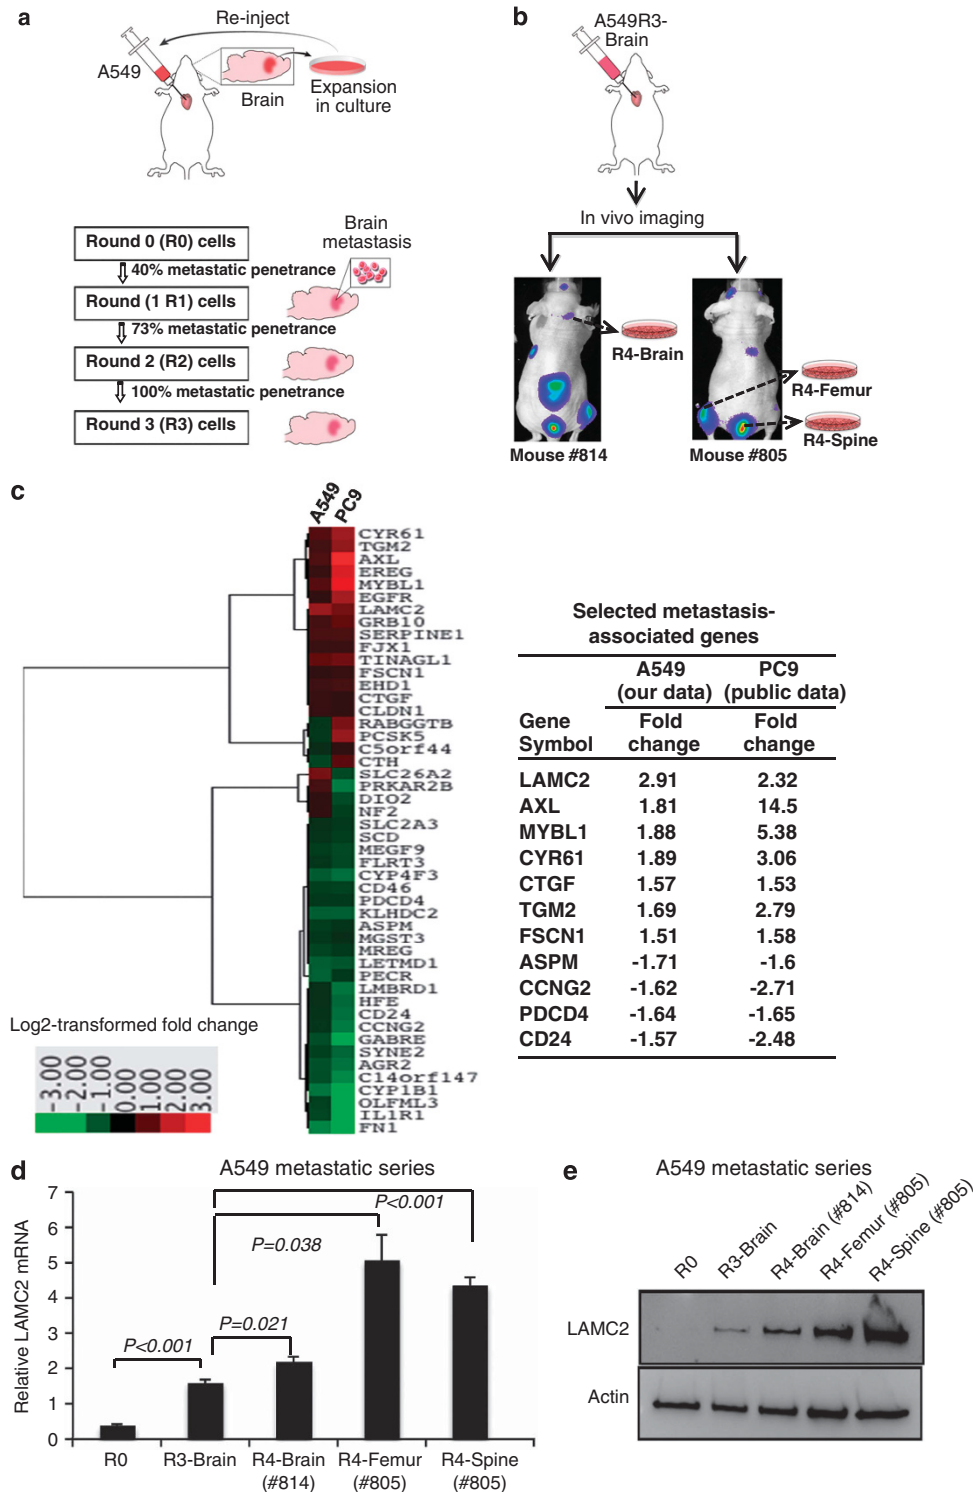 a
Re-inject
A549
Brain
Expansion
in culture
Round 0 (R0) cells
40% metastatic penetrance
Round (1 R1) cells
73% metastatic penetrance
Round 2 (R2) cells
100% metastatic penetrance
Round 3 (R3) cells
Brain
metastasis
b
A549R3-
Brain
In vivo imaging
R4-Brain
R4-Femur
R4-Spine
Mouse #814
Mouse #805
c
A549
PC9
CYR61
TGM2
AXL
EREG
MYBL1
EGFR
LAMC2
GRB10
SERPINE1
FJX1
TINAGL1
FSCN1
EHD1
CTGF
CLDN1
RABGGTB
PCSK5
C5orf44
CTH
SLC26A2
PRKAR2B
DIO2
NF2
SLC2A3
SCD
MEGF9
FLRT3
CYP4F3
CD46
PDCD4
KLHDC2
ASPM
MGST3
MREG
LETMD1
PECR
LMBRD1
HFE
CD24
CCNG2
GABRE
SYNE2
AGR2
C14orf147
CYP1B1
OLFML3
IL1R1
FN1
Log2-transformed fold change
-3.00
-2.00
-1.00
0.00
1.00
2.00
3.00
Selected metastasis-
associated genes
A549 PC9
(our data) (public data)
Gene Fold Fold
Symbol change change
LAMC2 2.91 2.32
AXL 1.81 14.5
MYBL1 1.88 5.38
CYR61 1.89 3.06
CTGF 1.57 1.53
TGM2 1.69 2.79
FSCN1 1.51 1.58
ASPM -1.71 -1.6
CCNG2 -1.62 -2.71
PDCD4 -1.64 -1.65
CD24 -1.57 -2.48
d
A549 metastatic series
Relative LAMC2 mRNA
7
6
5
4
3
2
1
0
P<0.001
P=0.038
P=0.021
P<0.001
R0 R3-Brain R4-Brain R4-Femur R4-Spine
(#814) (#805) (#805)
e
A549 metastatic series
R0
R3-Brain
R4-Brain (#814)
R4-Femur (#805)
R4-Spine (#805)
LAMC2
Actin